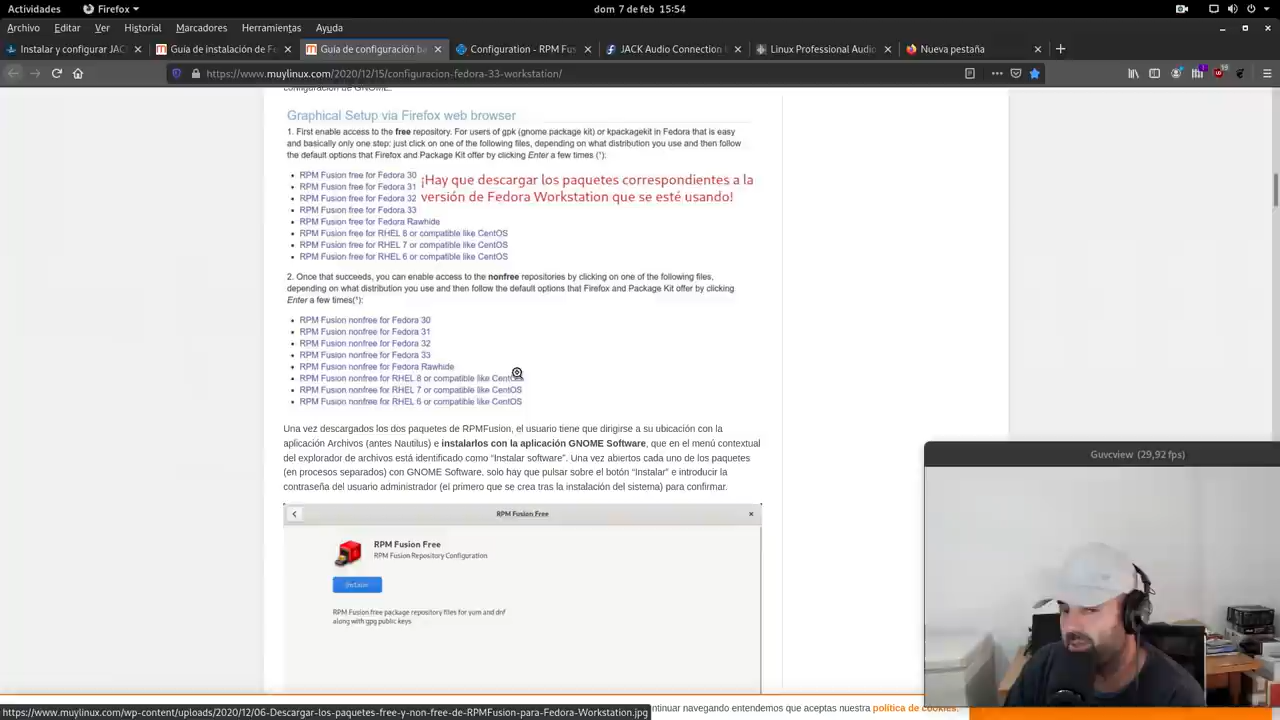 Actividades
Firefox
dom 7 de feb 15:54
Archivo Editar Ver Historial Marcadores Herramientas Ayuda
Instalar y configurar JAC
Guia de instalación de Fe
Guía de configuración ba
Configuration - RPM Fus
JACK Audio Connection
Linux Professional Audio
Nueva pestaña
https://www.muylinux.com/2020/12/15/configuracion-fedora-33-workstation/
configuración de GNOME.
Graphical Setup via Firefox web browser
1. First enable access to the free repository. For users of gpk (gnome package kit) or kpackagekit in Fedora that is easy
and basically only one step: just click on one of the following files, depending on what distribution you use and then follow
the default options that Firefox and Package Kit offer by clicking Enter a few times (*):
RPM Fusion free for Fedora 30
RPM Fusion free for Fedora 31
RPM Fusion free for Fedora 32
RPM Fusion free for Fedora 33
RPM Fusion free for Fedora Rawhide
RPM Fusion free for RHEL 8 or compatible like CentOS
RPM Fusion free for RHEL 7 or compatible like CentOS
RPM Fusion free for RHEL 6 or compatible like CentOS
¡Hay que descargar los paquetes correspondientes a la
versión de Fedora Workstation que se esté usando!
2. Once that succeeds, you can enable access to the nonfree repositories by clicking on one of the following files,
depending on what distribution you use and then follow the default options that Firefox and Package Kit offer by clicking
Enter a few times(*):
RPM Fusion nonfree for Fedora 30
RPM Fusion nonfree for Fedora 31
RPM Fusion nonfree for Fedora 32
RPM Fusion nonfree for Fedora 33
RPM Fusion nonfree for Fedora Rawhide
RPM Fusion nonfree for RHEL 8 or compatible like CentOS
RPM Fusion nonfree for RHEL 7 or compatible like CentOS
RPM Fusion nonfree for RHEL 6 or compatible like CentOS
Una vez descargados los dos paquetes de RPMFusion, el usuario tiene que dirigirse a su ubicación con la
aplicación Archivos (antes Nautilus) e instalarlos con la aplicación GNOME Software, que en el menú contextual
del explorador de archivos está identificado como “Instalar software”. Una vez abiertos cada uno de los paquetes
(en procesos separados) con GNOME Software, solo hay que pulsar sobre el botón “Instalar” e introducir la
contraseña del usuario administrador (el primero que se crea tras la instalación del sistema) para confirmar.
Guvcview (29,92 fps)
RPM Fusion Free
RPM Fusion Free
RPM Fusion Repository Configuration
Instalar
RPM Fusion free package repository files for yum and dnf
along with gpg public keys
https://www.muylinux.com/wp-content/uploads/2020/12/06-Descargar-los-paquetes-free-y-non-free-de-RPMFusion-para-Fedora-Workstation.jpg
ntinuar navegando entendemos que aceptas nuestra política de cookies.